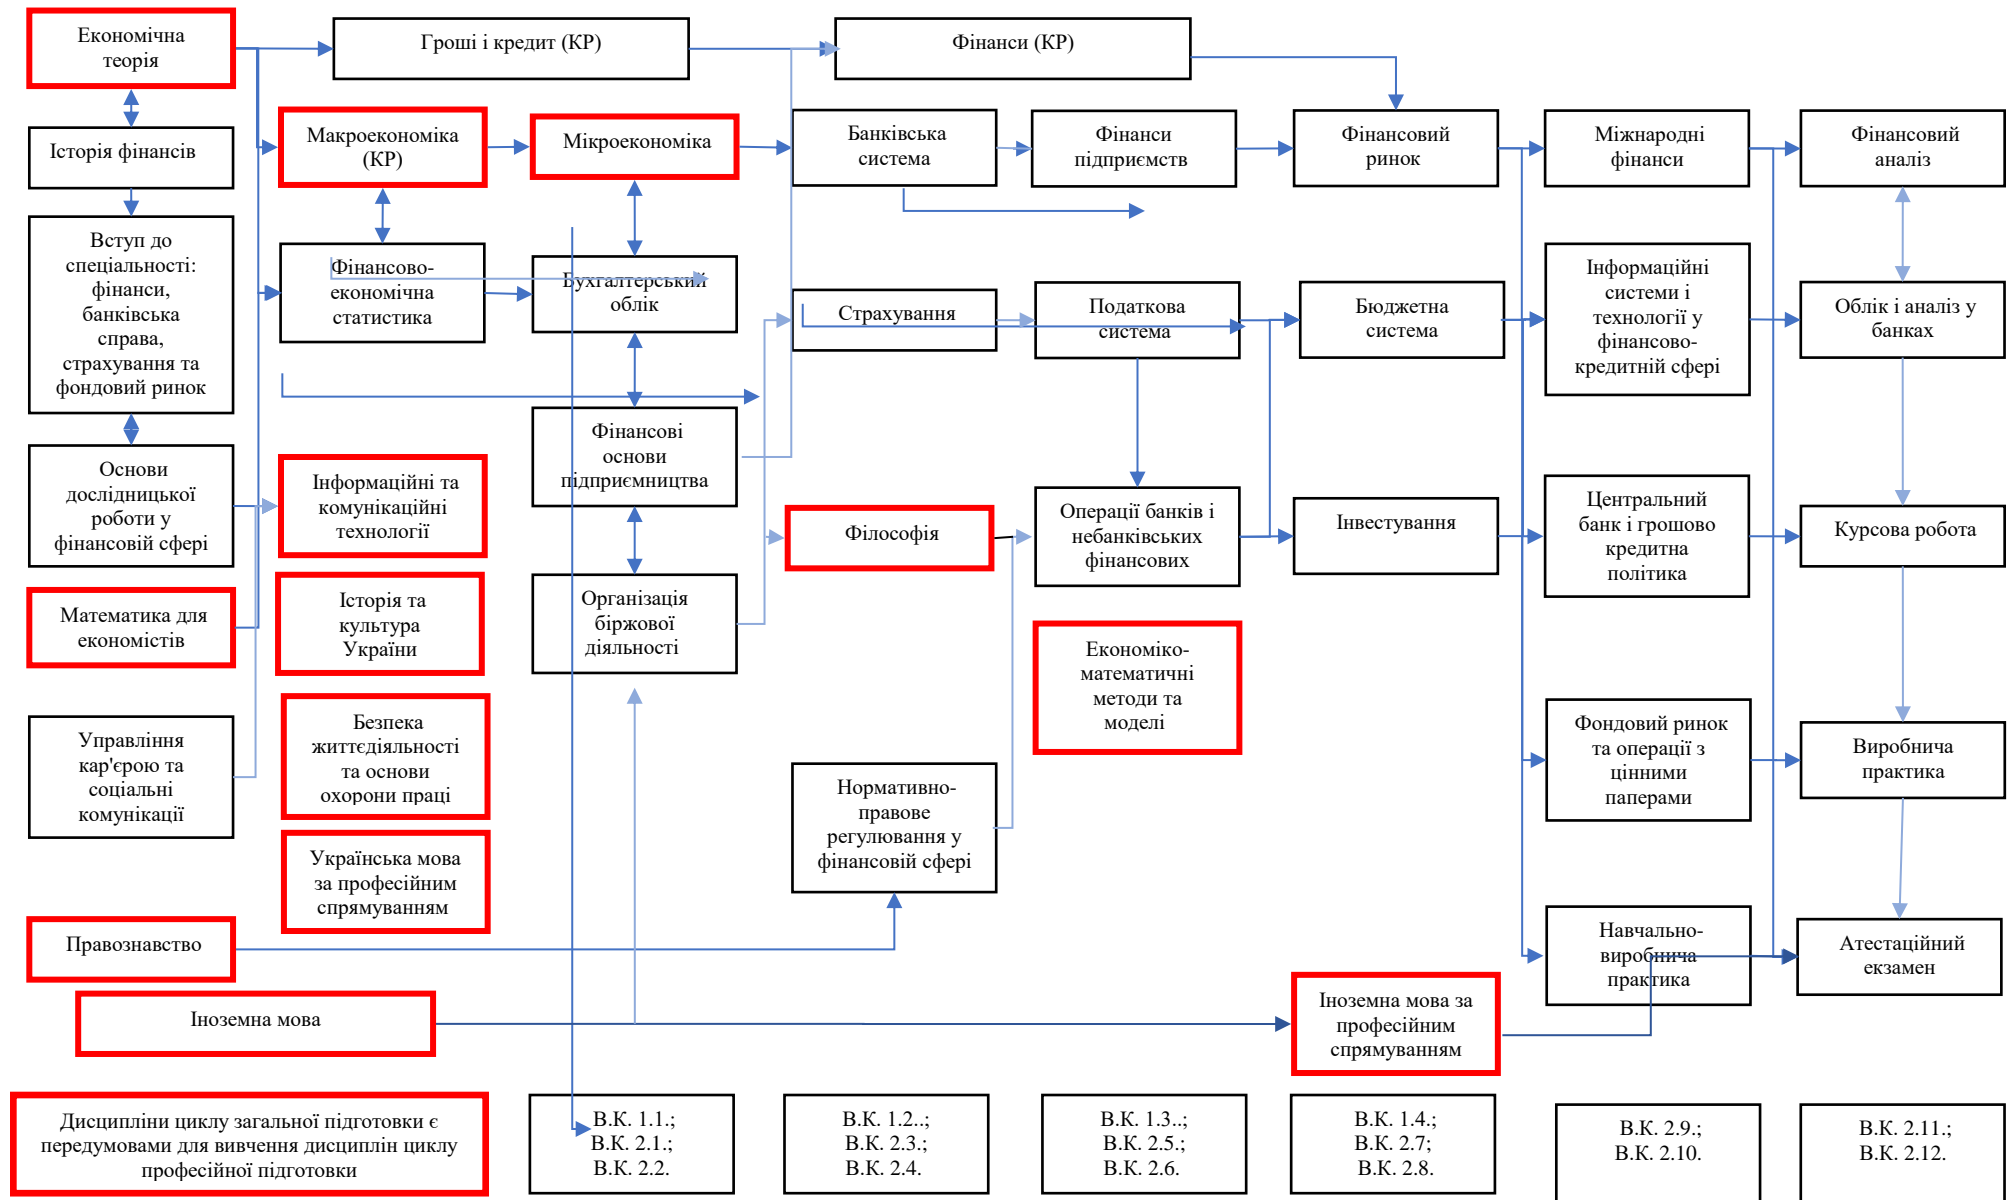 Економічна
теорія
Гроші і кредит (КР)
Фінанси (КР)
Історія фінансів
Макроекономіка
(КР)
Мікроекономіка
Банківська
система
Фінанси
підприємств
Фінансовий
ринок
Міжнародні
фінанси
Фінансовий
аналіз
Вступ до
спеціальності:
фінанси,
банківська
справа,
страхування та
фондовий ринок
Фінансово-
економічна
статистика
Бухгалтерський
облік
Страхування
Податкова
система
Бюджетна
система
Інформаційні
системи і
технології у
фінансово-
кредитній сфері
Облік і аналіз у
банках
Основи
дослідницької
роботи у
фінансовій сфері
Інформаційні та
комунікаційні
технології
Фінансові
основи
підприємництва
Філософія
Операції банків і
небанківських
фінансових
Інвестування
Центральний
банк і грошово
кредитна
політика
Курсова робота
Математика для
економістів
Історія та
культура
України
Організація
біржової
діяльності
Економіко-
математичні
методи та
моделі
Управління
кар'єрою та
соціальні
комунікації
Безпека
життєдіяльності
та основи
охорони праці
Нормативно-
правове
регулювання у
фінансовій сфері
Фондовий ринок
та операції з
цінними
паперами
Виробнича
практика
Українська мова
за професійним
спрямуванням
Правознавство
Навчально-
виробнича
практика
Атестаційний
екзамен
Іноземна мова
Іноземна мова за
професійним
спрямуванням
Дисципліни циклу загальної підготовки є
передумовами для вивчення дисциплін циклу
професійної підготовки
В.К. 1.1.;
В.К. 2.1.;
В.К. 2.2.
В.К. 1.2..;
В.К. 2.3.;
В.К. 2.4.
В.К. 1.3..;
В.К. 2.5.;
В.К. 2.6.
В.К. 1.4.;
В.К. 2.7;
В.К. 2.8.
В.К. 2.9.;
В.К. 2.10.
В.К. 2.11.;
В.К. 2.12.